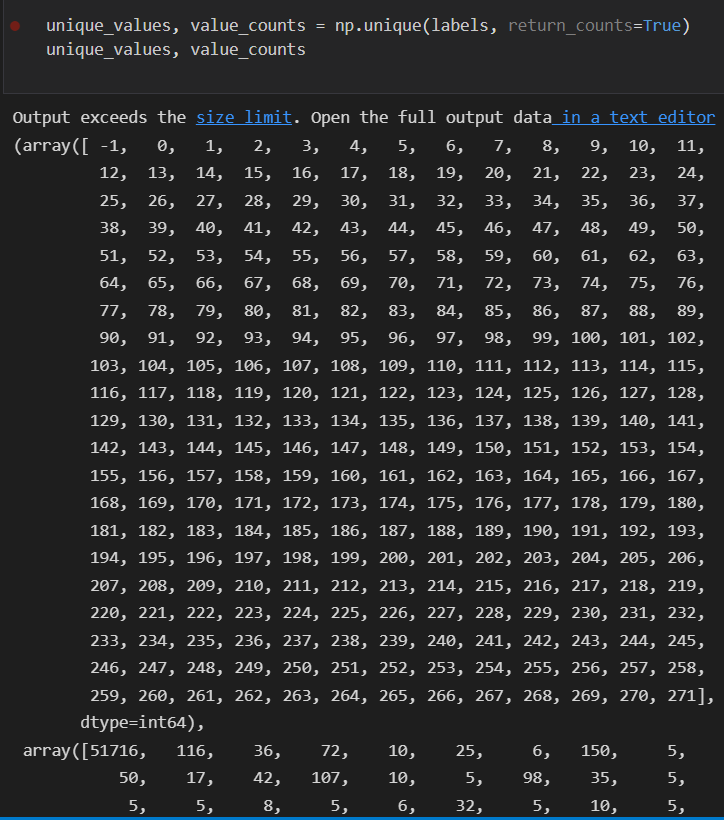 unique_values, value_counts = np.unique(labels, return_counts=True)
unique_values, value_counts
Output exceeds the size limit. Open the full output data in a text editor
(array([ -1, 0, 1, 2, 3, 4, 5, 6, 7, 8, 9, 10, 11,
12, 13, 14, 15, 16, 17, 18, 19, 20, 21, 22, 23, 24,
25, 26, 27, 28, 29, 30, 31, 32, 33, 34, 35, 36, 37,
38, 39, 40, 41, 42, 43, 44, 45, 46, 47, 48, 49, 50,
51, 52, 53, 54, 55, 56, 57, 58, 59, 60, 61, 62, 63,
64, 65, 66, 67, 68, 69, 70, 71, 72, 73, 74, 75, 76,
77, 78, 79, 80, 81, 82, 83, 84, 85, 86, 87, 88, 89,
90, 91, 92, 93, 94, 95, 96, 97, 98, 99, 100, 101, 102,
103, 104, 105, 106, 107, 108, 109, 110, 111, 112, 113, 114, 115,
116, 117, 118, 119, 120, 121, 122, 123, 124, 125, 126, 127, 128,
129, 130, 131, 132, 133, 134, 135, 136, 137, 138, 139, 140, 141,
142, 143, 144, 145, 146, 147, 148, 149, 150, 151, 152, 153, 154,
155, 156, 157, 158, 159, 160, 161, 162, 163, 164, 165, 166, 167,
168, 169, 170, 171, 172, 173, 174, 175, 176, 177, 178, 179, 180,
181, 182, 183, 184, 185, 186, 187, 188, 189, 190, 191, 192, 193,
194, 195, 196, 197, 198, 199, 200, 201, 202, 203, 204, 205, 206,
207, 208, 209, 210, 211, 212, 213, 214, 215, 216, 217, 218, 219,
220, 221, 222, 223, 224, 225, 226, 227, 228, 229, 230, 231, 232,
233, 234, 235, 236, 237, 238, 239, 240, 241, 242, 243, 244, 245,
246, 247, 248, 249, 250, 251, 252, 253, 254, 255, 256, 257, 258,
259, 260, 261, 262, 263, 264, 265, 266, 267, 268, 269, 270, 271],
dtype=int64),
array([51716, 116, 36, 72, 10, 25, 6, 150, 5,
50, 17, 42, 107, 10, 5, 98, 35, 5,
5, 5, 8, 5, 6, 32, 5, 10, 5,